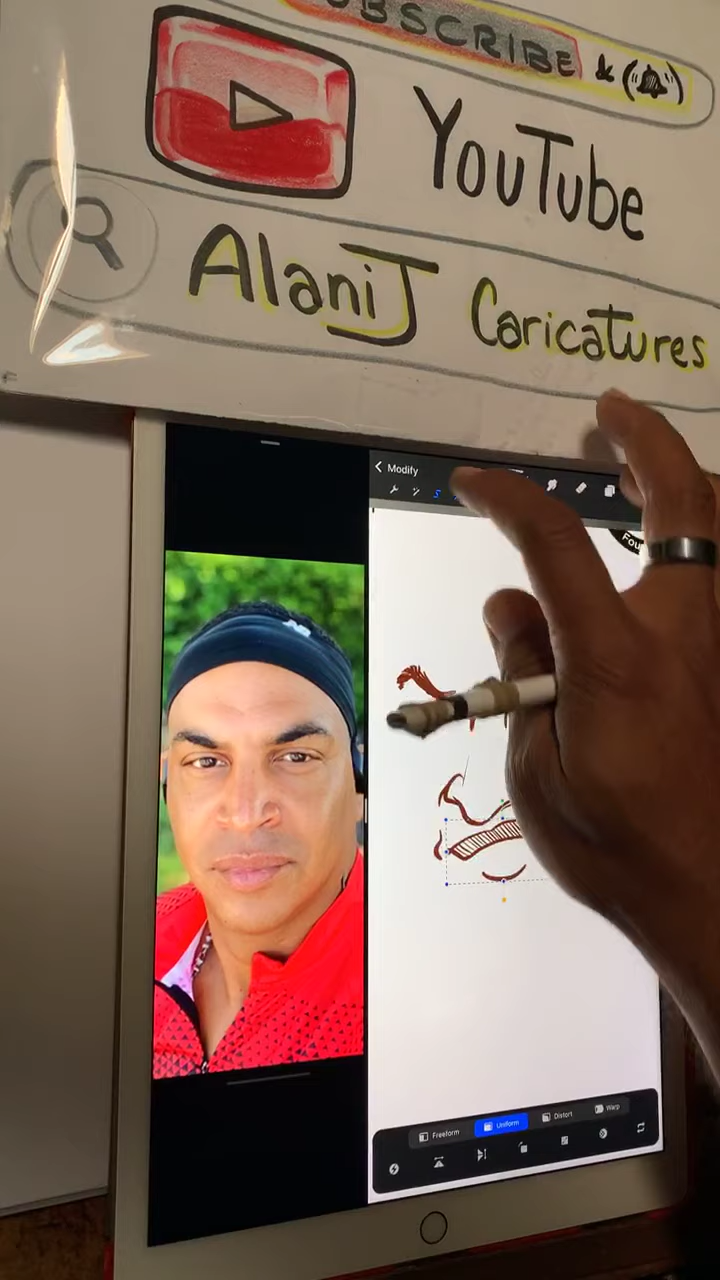 SUBSCRIBE &
YouTube
AlaniJ Caricatures
Modify
Freeform
Uniform
Distort
Warp